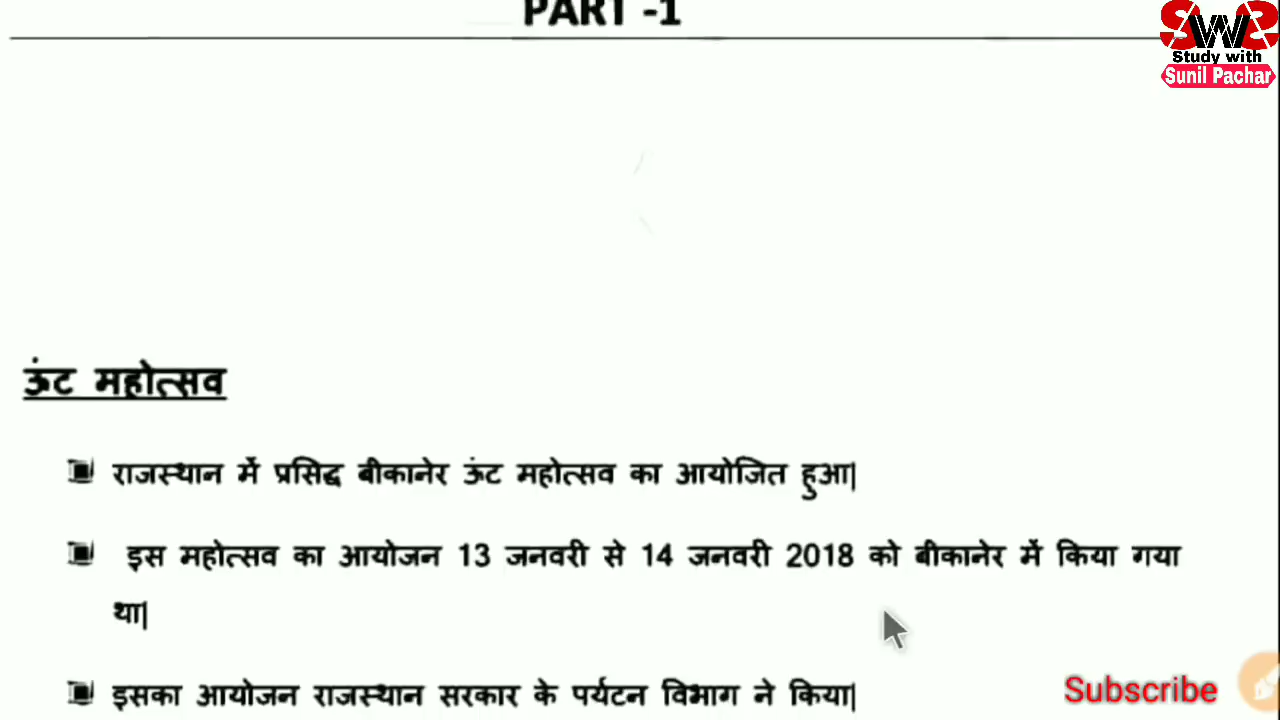 PART -1
Study with
Sunil Pachar
ऊंट महोत्सव
राजस्थान में प्रसिद्ध बीकानेर ऊंट महोत्सव का आयोजित हुआ|
इस महोत्सव का आयोजन 13 जनवरी से 14 जनवरी 2018 को बीकानेर में किया गया
था|
इसका आयोजन राजस्थान सरकार के पर्यटन विभाग ने किया|
Subscribe